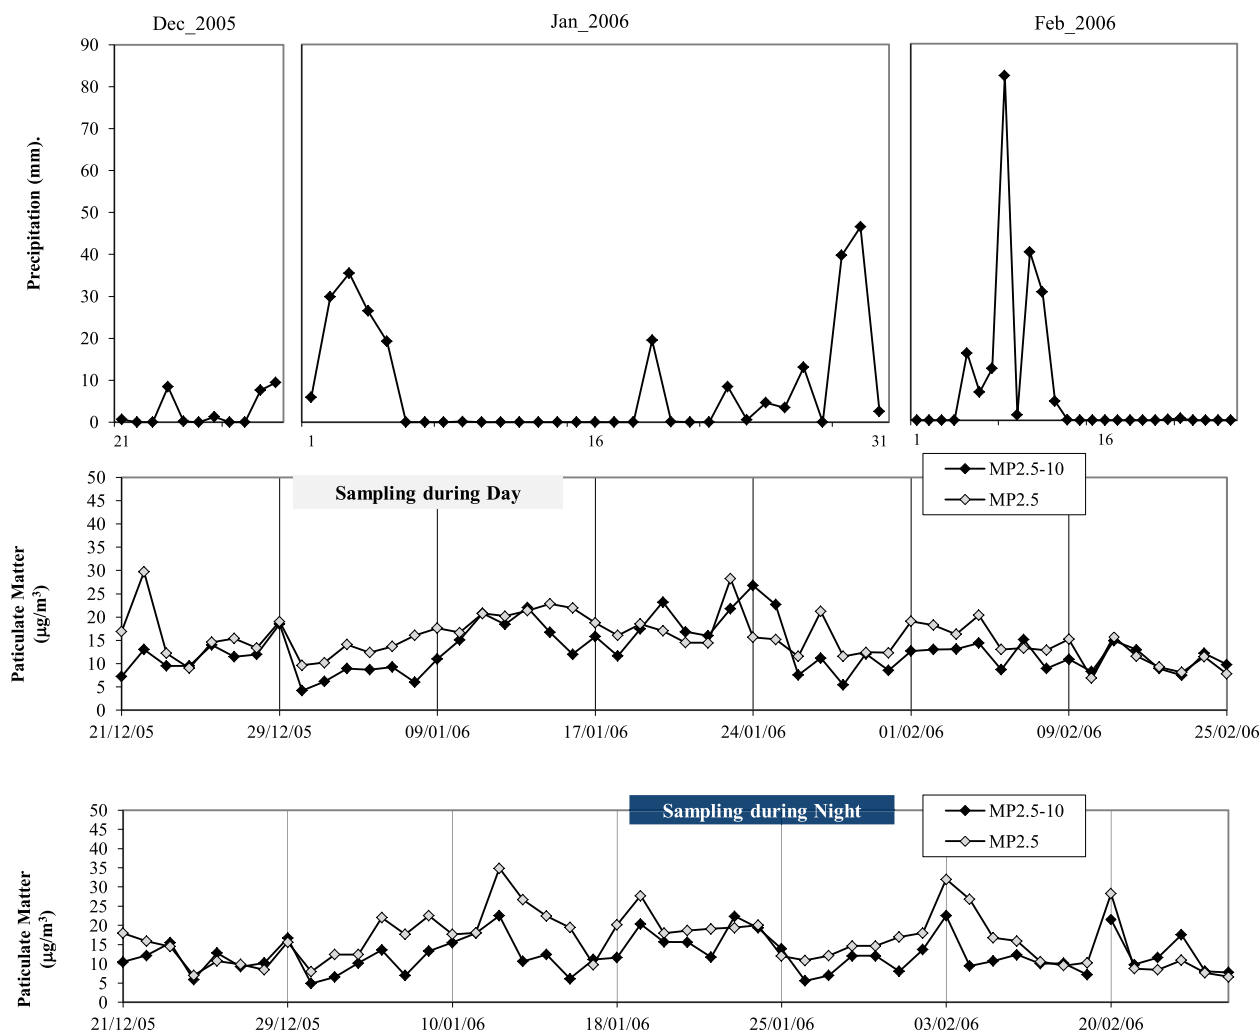 Dec_2005 Jan_2006 Feb_2006
90
80
70
60
50
40
30
20
10
0
Precipitation (mm).
21 1 16 31 1 16
MP2.5-10
MP2.5
Sampling during Day
50
45
40
35
30
25
20
15
10
5
0
Paticulate Matter
(µg/m³)
21/12/05 29/12/05 09/01/06 17/01/06 24/01/06 01/02/06 09/02/06 25/02/06
Sampling during Night
MP2.5-10
MP2.5
50
45
40
35
30
25
20
15
10
5
0
Paticulate Matter
(µg/m³)
21/12/05 29/12/05 10/01/06 18/01/06 25/01/06 03/02/06 20/02/06